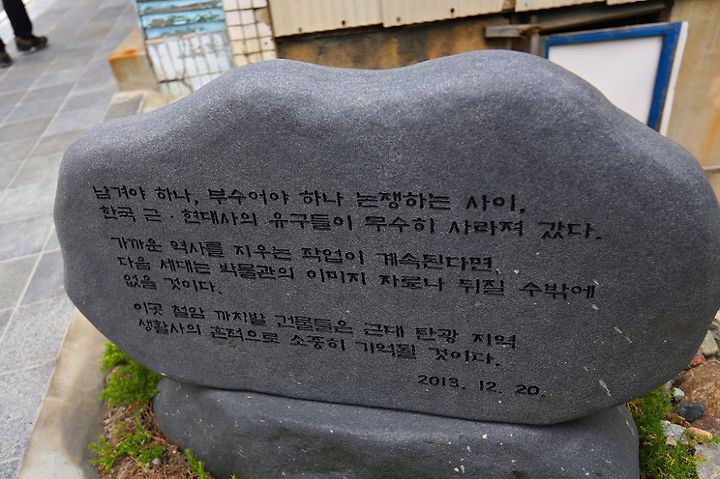 남겨야 하나, 부수어야 하나 논쟁하는 사이,
한국 근·현대사의 유구들이 무수히 사라져 갔다.
가까운 역사를 지우는 작업이 계속된다면
다음 세대는 박물관의 이미지 자료나 뒤질 수밖에
없을 것이다.
이곳 철암 까치발 건물들은 근대 탄광 지역
생활사의 흔적으로 소중히 기억될 것이다.
2013. 12. 20.